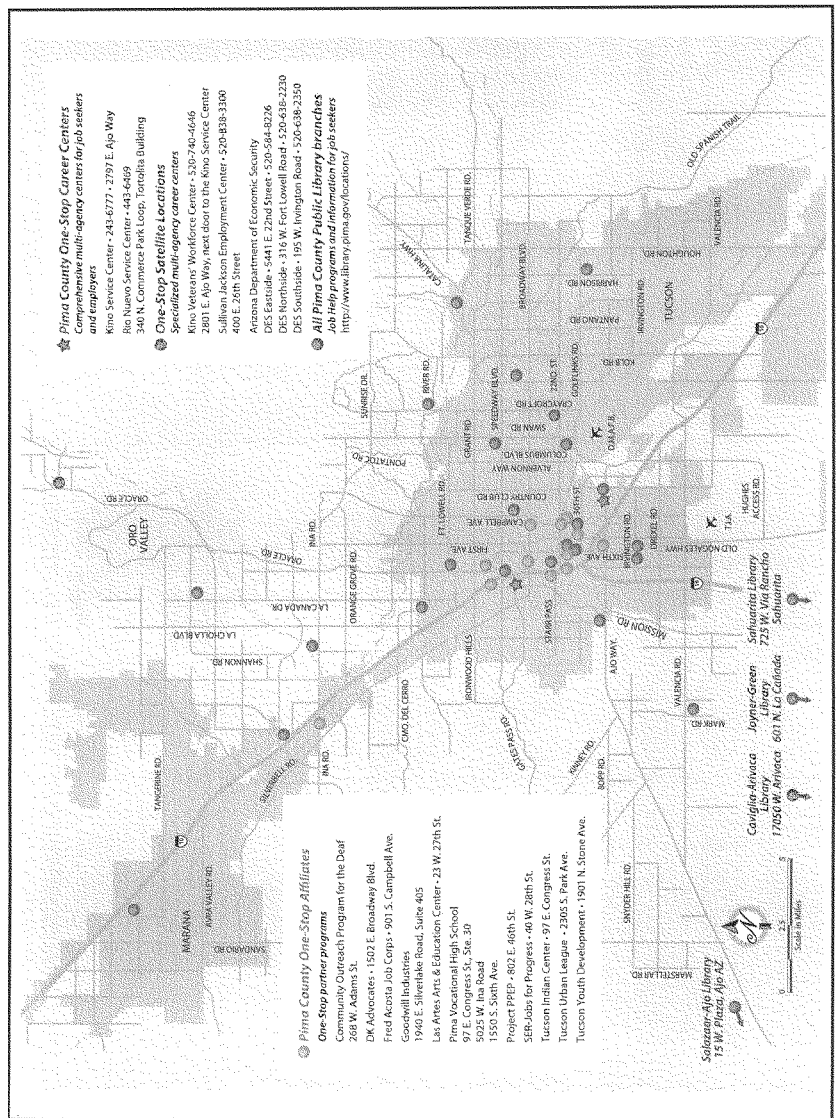 Pima County One-Stop Career Centers
Comprehensive multi-agency centers for job seekers
and employers
Kino Service Center • 243-6777 • 2797 E. Ajo Way
Rio Nuevo Service Center • 443-6469
340 N. Commerce Park Loop, Tortolita Building
One-Stop Satellite Locations
Specialized multi-agency career centers
Kino Veterans' Workforce Center • 520-740-4646
2801 E. Ajo Way, next door to the Kino Service Center
Sullivan Jackson Employment Center • 520-838-3300
400 E. 26th Street
Arizona Department of Economic Security
DES Eastside • 5441 E. 22nd Street • 520-584-8226
DES Northside • 316 W. Fort Lowell Road • 520-638-2230
DES Southside • 195 W. Irvington Road • 520-638-2350
All Pima County Public Library branches
Job Help programs and information for job seekers
http://www.library.pima.gov/locations/
Pima County One-Stop Affiliates
One-Stop partner programs
Community Outreach Program for the Deaf
268 W. Adams St.
DK Advocates • 1502 E. Broadway Blvd.
Fred Acosta Job Corps • 901 S. Campbell Ave.
Goodwill Industries
1940 E. Silverlake Road, Suite 405
Las Artes Arts & Education Center • 23 W. 27th St.
Pima Vocational High School
97 E. Congress St., Ste. 30
5025 W. Ina Road
1550 S. Sixth Ave.
Project PPEP • 802 E. 46th St.
SER-Jobs for Progress • 40 W. 28th St.
Tucson Indian Center • 97 E. Congress St.
Tucson Urban League • 2305 S. Park Ave.
Tucson Youth Development • 1901 N. Stone Ave.
MARANA
TANGERINE RD.
AVRA VALLEY RD.
SANDARIO RD.
SILVERBELL RD.
INA RD.
CMO. DEL CERRO
IRONWOOD HILLS
GATES PASS RD.
KINNEY RD.
BOPP RD.
SNYDER HILL RD.
MARSTELLAR RD.
ORO
VALLEY
ORACLE RD.
LA CHOLLA BLVD.
SHANNON RD.
LA CANADA DR.
ORACLE RD.
INA RD.
ORANGE GROVE RD.
PONTATOC RD.
SUNRISE DR.
RIVER RD.
CATALINA HWY.
TANQUE VERDE RD.
FT. LOWELL RD.
FIRST AVE.
CAMPBELL AVE.
COUNTRY CLUB RD.
ALVERNON WAY
COLUMBUS BLVD
SWAN RD
CRAYCROFT RD
GRANT RD.
SPEEDWAY BLVD.
BROADWAY BLVD.
22ND. ST.
GOLF LINKS RD.
KOLB RD.
PANTANO RD.
HARRISON RD.
HOUGHTON RD.
IRVINGTON RD
TUCSON
VALENCIA RD.
OLD SPANISH TRAIL
D.M.A.F.B.
STARR PASS
30TH ST.
SIXTH AVE
IRVINGTON RD.
DREXEL RD
AJO WAY.
MISSION RD.
VALENCIA RD.
MARK RD.
T.I.A.
HUGHES
ACCESS RD.
OLD NOGALES HWY.
Salazaar-Ajo Library
15 W. Plaza, Ajo AZ
Caviglia-Arivaca
Library
17050 W. Arivaca
Joyner-Green
Library
601 N. La Cañada
Sahuarita Library
725 W. Via Rancho
Sahuarita
N
0 2.5 5
Scale in Miles